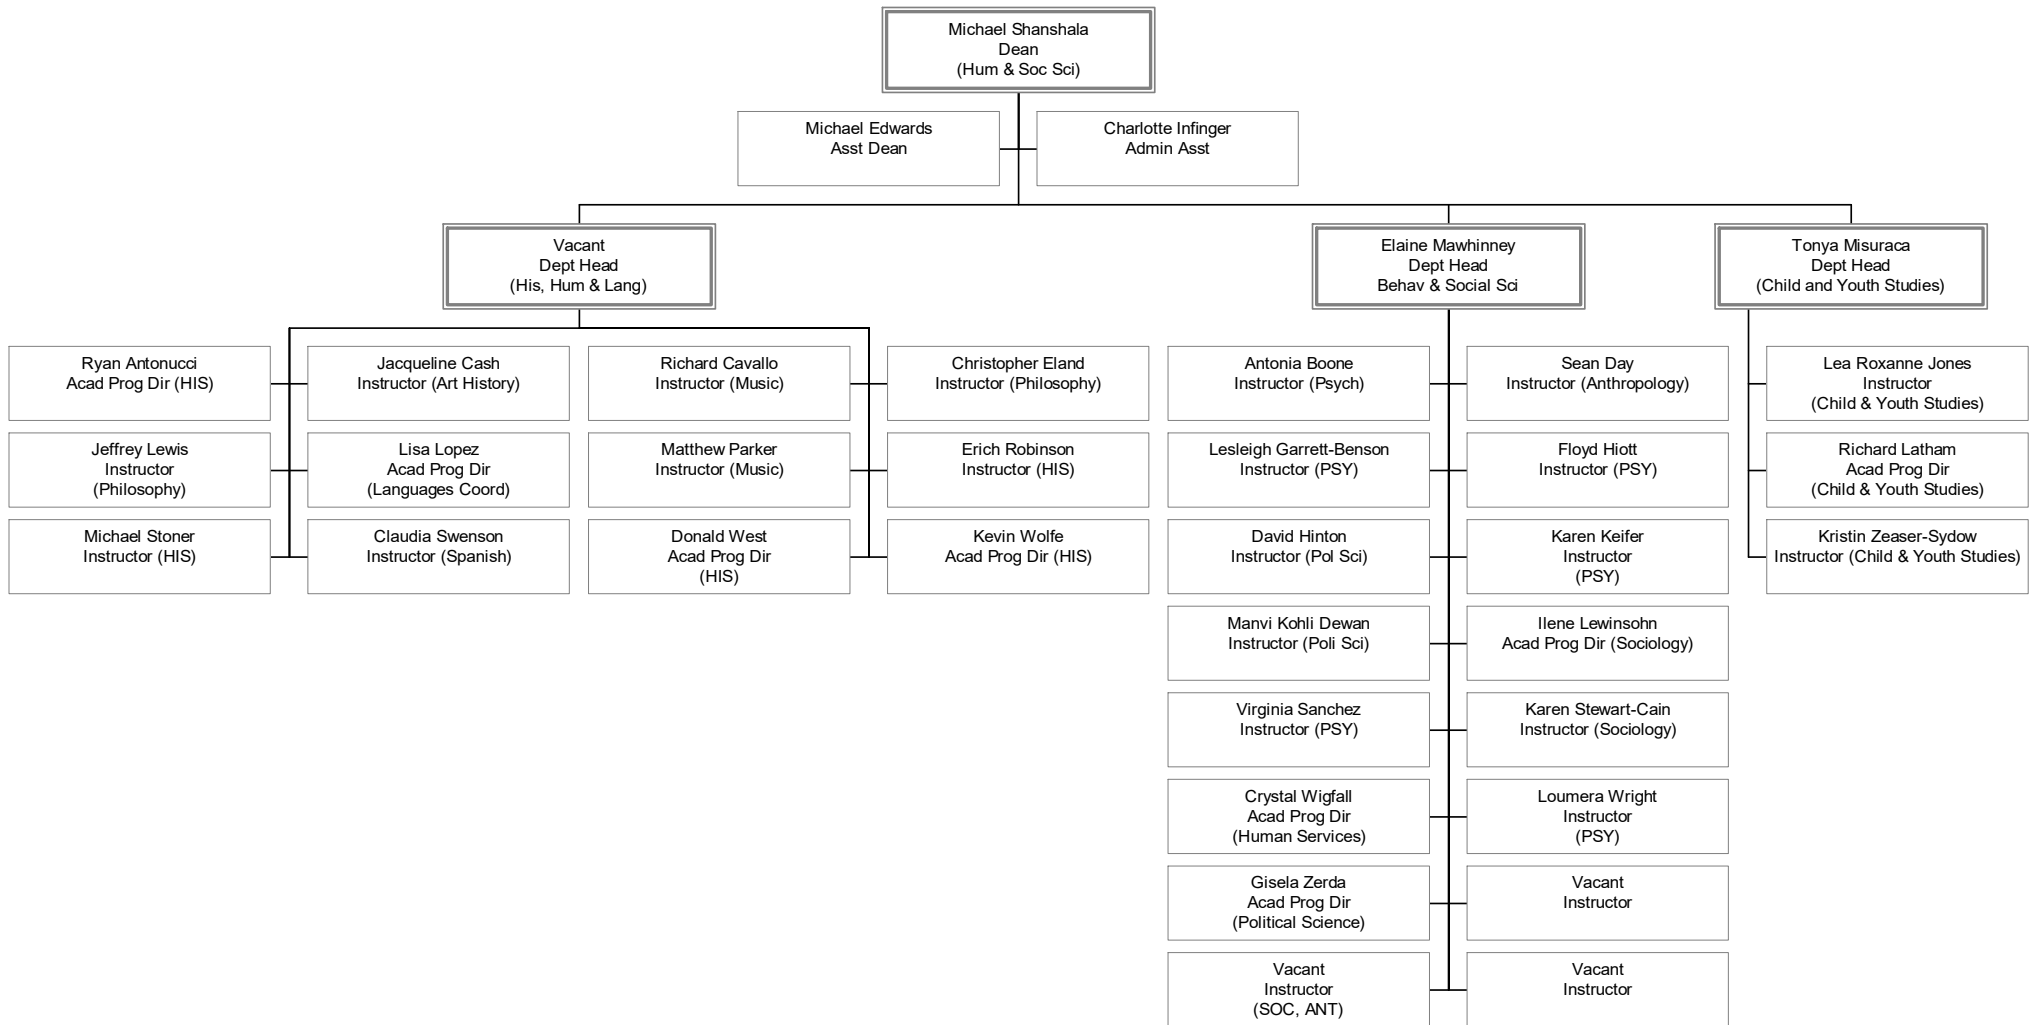 Michael Shanshala
Dean
(Hum & Soc Sci)
Michael Edwards
Asst Dean
Charlotte Infinger
Admin Asst
Vacant
Dept Head
(His, Hum & Lang)
Elaine Mawhinney
Dept Head
Behav & Social Sci
Tonya Misuraca
Dept Head
(Child and Youth Studies)
Ryan Antonucci
Acad Prog Dir (HIS)
Jacqueline Cash
Instructor (Art History)
Richard Cavallo
Instructor (Music)
Christopher Eland
Instructor (Philosophy)
Antonia Boone
Instructor (Psych)
Sean Day
Instructor (Anthropology)
Lea Roxanne Jones
Instructor
(Child & Youth Studies)
Jeffrey Lewis
Instructor
(Philosophy)
Lisa Lopez
Acad Prog Dir
(Languages Coord)
Matthew Parker
Instructor (Music)
Erich Robinson
Instructor (HIS)
Lesleigh Garrett-Benson
Instructor (PSY)
Floyd Hiott
Instructor (PSY)
Richard Latham
Acad Prog Dir
(Child & Youth Studies)
Michael Stoner
Instructor (HIS)
Claudia Swenson
Instructor (Spanish)
Donald West
Acad Prog Dir
(HIS)
Kevin Wolfe
Acad Prog Dir (HIS)
David Hinton
Instructor (Pol Sci)
Karen Keifer
Instructor
(PSY)
Kristin Zeaser-Sydow
Instructor (Child & Youth Studies)
Manvi Kohli Dewan
Instructor (Poli Sci)
Ilene Lewinsohn
Acad Prog Dir (Sociology)
Virginia Sanchez
Instructor (PSY)
Karen Stewart-Cain
Instructor (Sociology)
Crystal Wigfall
Acad Prog Dir
(Human Services)
Loumera Wright
Instructor
(PSY)
Gisela Zerda
Acad Prog Dir
(Political Science)
Vacant
Instructor
Vacant
Instructor
(SOC, ANT)
Vacant
Instructor